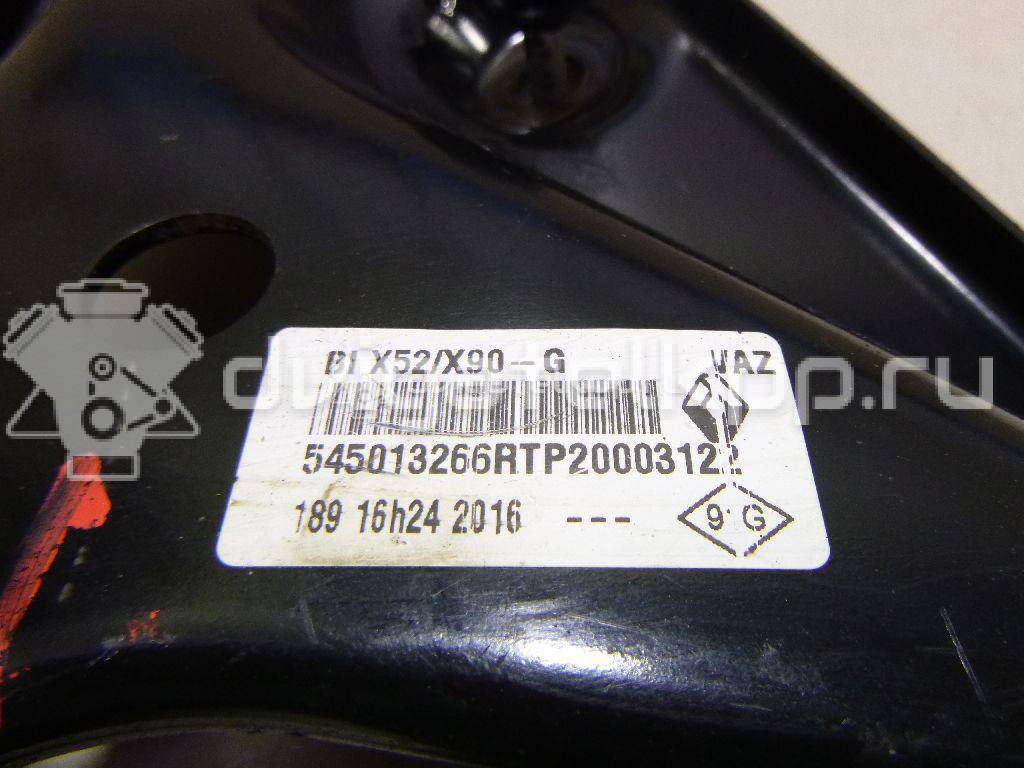 BI X52/X90-G VAZ
545013266RTP20003122
189 16h24 2016 ---
9 G